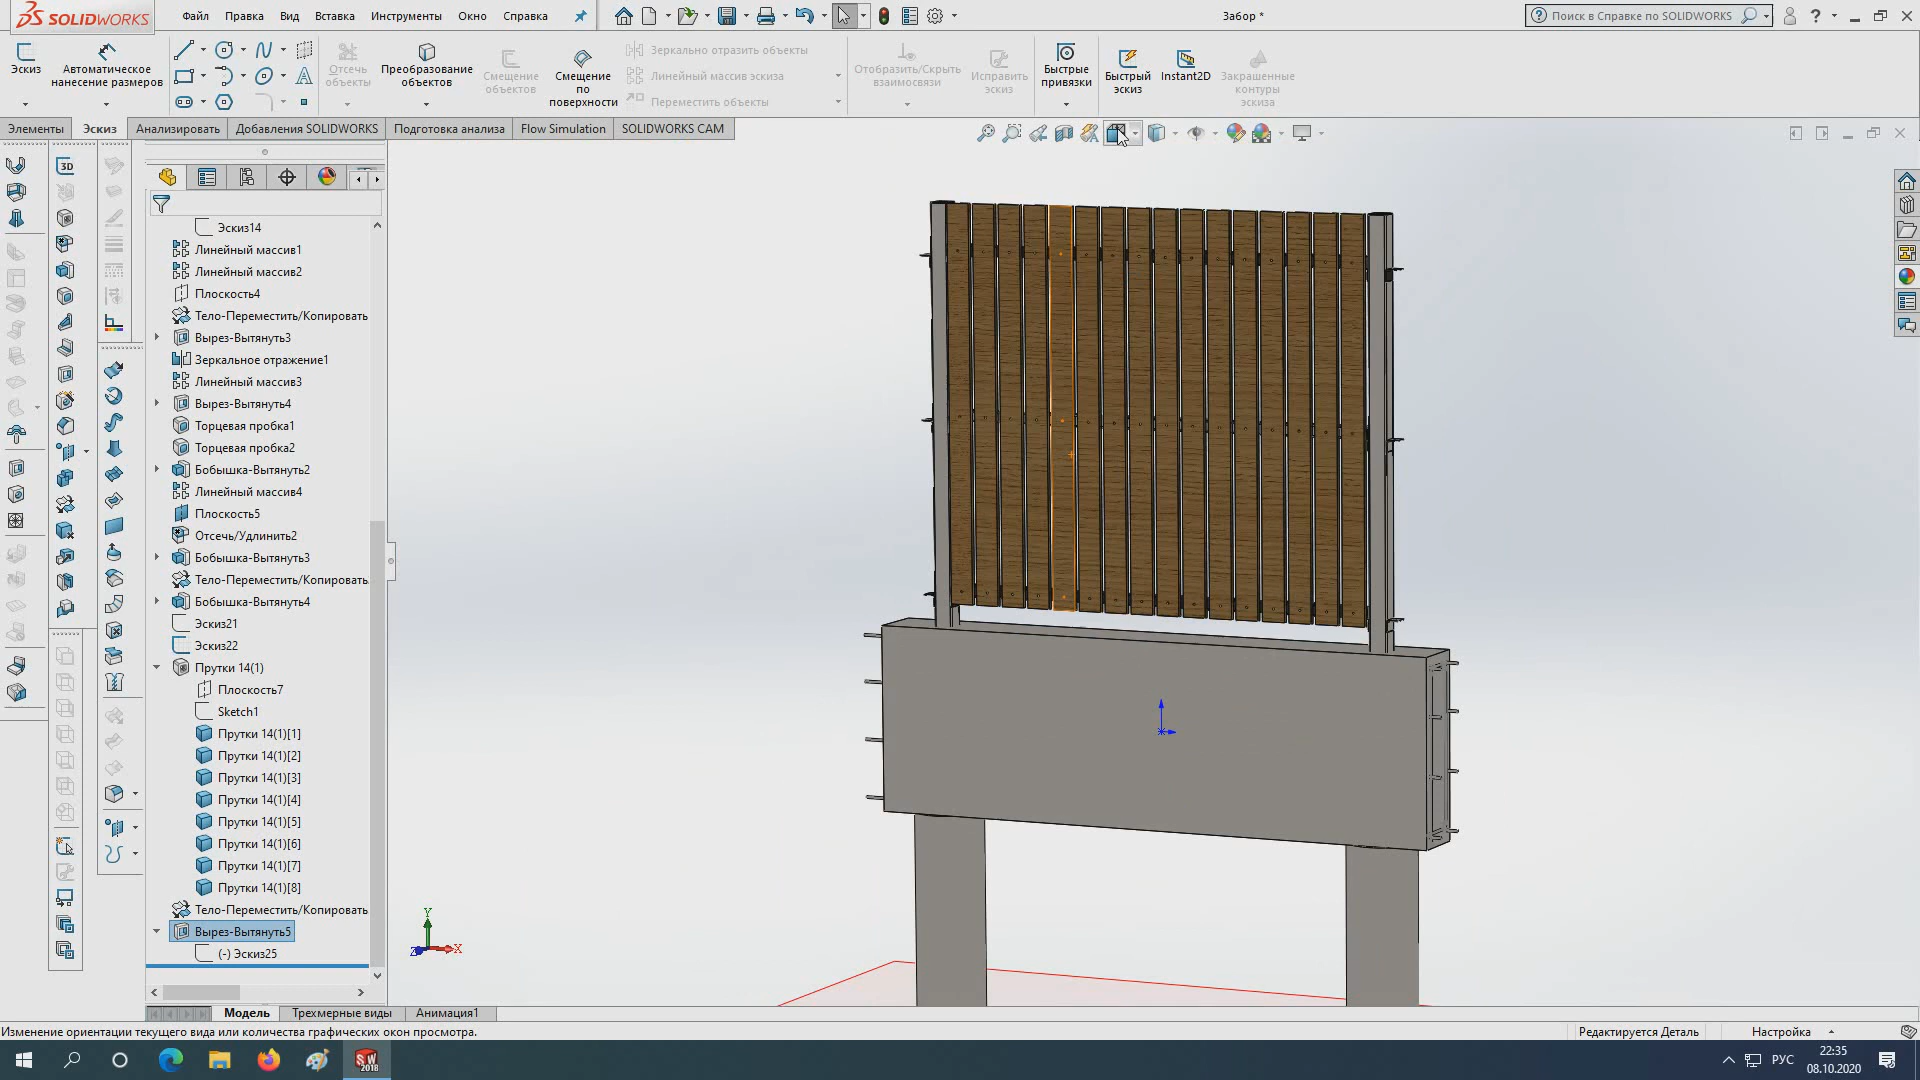 SOLIDWORKS
Файл
Правка
Вид
Вставка
Инструменты
Окно
Справка
Забор *
Поиск в Справке по SOLIDWORKS
Эскиз
Автоматическое
нанесение размеров
Отсечь
объекты
Преобразование
объектов
Смещение
объектов
Смещение
по
поверхности
Зеркально отразить объекты
Линейный массив эскиза
Переместить объекты
Отобразить/Скрыть
взаимосвязи
Исправить
эскиз
Быстрые
привязки
Быстрый
эскиз
Instant2D
Закрашенные
контуры
эскиза
Элементы
Эскиз
Анализировать
Добавления SOLIDWORKS
Подготовка анализа
Flow Simulation
SOLIDWORKS CAM
3D
Эскиз14
Линейный массив1
Линейный массив2
Плоскость4
Тело-Переместить/Копировать
Вырез-Вытянуть3
Зеркальное отражение1
Линейный массив3
Вырез-Вытянуть4
Торцевая пробка1
Торцевая пробка2
Бобышка-Вытянуть2
Линейный массив4
Плоскость5
Отсечь/Удлинить2
Бобышка-Вытянуть3
Тело-Переместить/Копировать
Бобышка-Вытянуть4
Эскиз21
Эскиз22
Прутки 14(1)
Плоскость7
Sketch1
Прутки 14(1)[1]
Прутки 14(1)[2]
Прутки 14(1)[3]
Прутки 14(1)[4]
Прутки 14(1)[5]
Прутки 14(1)[6]
Прутки 14(1)[7]
Прутки 14(1)[8]
Тело-Переместить/Копировать
Вырез-Вытянуть5
(-) Эскиз25
Y
X
Z
Модель
Трехмерные виды
Анимация1
Изменение ориентации текущего вида или количества графических окон просмотра.
Редактируется Деталь
Настройка
SW
2018
РУС
22:35
08.10.2020